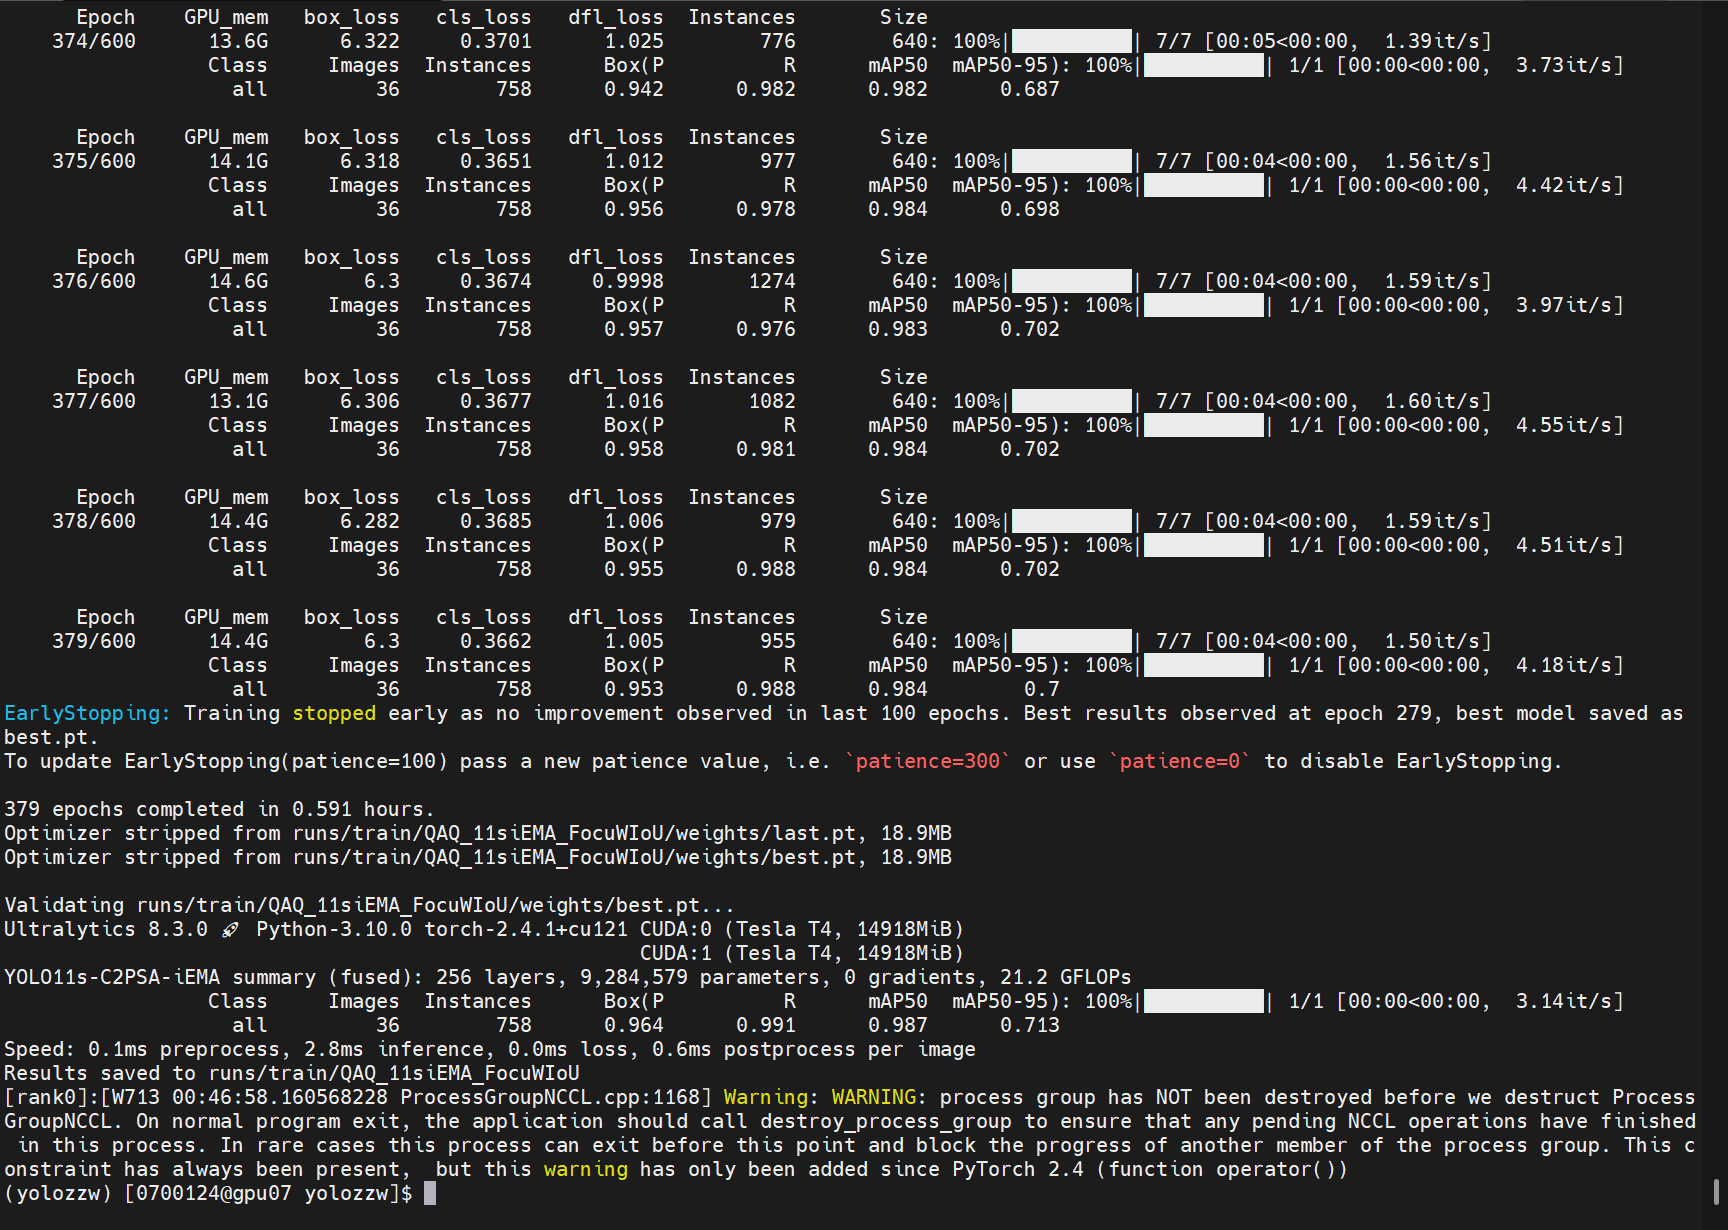 Epoch GPU_mem box_loss cls_loss dfl_loss Instances Size
374/600 13.6G 6.322 0.3701 1.025 776 640: 100%|██████████| 7/7 [00:05<00:00, 1.39it/s]
Class Images Instances Box(P R mAP50 mAP50-95): 100%|██████████| 1/1 [00:00<00:00, 3.73it/s]
all 36 758 0.942 0.982 0.982 0.687
Epoch GPU_mem box_loss cls_loss dfl_loss Instances Size
375/600 14.1G 6.318 0.3651 1.012 977 640: 100%|██████████| 7/7 [00:04<00:00, 1.56it/s]
Class Images Instances Box(P R mAP50 mAP50-95): 100%|██████████| 1/1 [00:00<00:00, 4.42it/s]
all 36 758 0.956 0.978 0.984 0.698
Epoch GPU_mem box_loss cls_loss dfl_loss Instances Size
376/600 14.6G 6.3 0.3674 0.9998 1274 640: 100%|██████████| 7/7 [00:04<00:00, 1.59it/s]
Class Images Instances Box(P R mAP50 mAP50-95): 100%|██████████| 1/1 [00:00<00:00, 3.97it/s]
all 36 758 0.957 0.976 0.983 0.702
Epoch GPU_mem box_loss cls_loss dfl_loss Instances Size
377/600 13.1G 6.306 0.3677 1.016 1082 640: 100%|██████████| 7/7 [00:04<00:00, 1.60it/s]
Class Images Instances Box(P R mAP50 mAP50-95): 100%|██████████| 1/1 [00:00<00:00, 4.55it/s]
all 36 758 0.958 0.981 0.984 0.702
Epoch GPU_mem box_loss cls_loss dfl_loss Instances Size
378/600 14.4G 6.282 0.3685 1.006 979 640: 100%|██████████| 7/7 [00:04<00:00, 1.59it/s]
Class Images Instances Box(P R mAP50 mAP50-95): 100%|██████████| 1/1 [00:00<00:00, 4.51it/s]
all 36 758 0.955 0.988 0.984 0.702
Epoch GPU_mem box_loss cls_loss dfl_loss Instances Size
379/600 14.4G 6.3 0.3662 1.005 955 640: 100%|██████████| 7/7 [00:04<00:00, 1.50it/s]
Class Images Instances Box(P R mAP50 mAP50-95): 100%|██████████| 1/1 [00:00<00:00, 4.18it/s]
all 36 758 0.953 0.988 0.984 0.7
EarlyStopping: Training stopped early as no improvement observed in last 100 epochs. Best results observed at epoch 279, best model saved as
best.pt.
To update EarlyStopping(patience=100) pass a new patience value, i.e. `patience=300` or use `patience=0` to disable EarlyStopping.
379 epochs completed in 0.591 hours.
Optimizer stripped from runs/train/QAQ_11siEMA_FocuWIoU/weights/last.pt, 18.9MB
Optimizer stripped from runs/train/QAQ_11siEMA_FocuWIoU/weights/best.pt, 18.9MB
Validating runs/train/QAQ_11siEMA_FocuWIoU/weights/best.pt...
Ultralytics 8.3.0 🚀 Python-3.10.0 torch-2.4.1+cu121 CUDA:0 (Tesla T4, 14918MiB)
CUDA:1 (Tesla T4, 14918MiB)
YOLO11s-C2PSA-iEMA summary (fused): 256 layers, 9,284,579 parameters, 0 gradients, 21.2 GFLOPs
Class Images Instances Box(P R mAP50 mAP50-95): 100%|██████████| 1/1 [00:00<00:00, 3.14it/s]
all 36 758 0.964 0.991 0.987 0.713
Speed: 0.1ms preprocess, 2.8ms inference, 0.0ms loss, 0.6ms postprocess per image
Results saved to runs/train/QAQ_11siEMA_FocuWIoU
[rank0]:[W713 00:46:58.160568228 ProcessGroupNCCL.cpp:1168] Warning: WARNING: process group has NOT been destroyed before we destruct Process
GroupNCCL. On normal program exit, the application should call destroy_process_group to ensure that any pending NCCL operations have finished
in this process. In rare cases this process can exit before this point and block the progress of another member of the process group. This c
onstraint has always been present,  but this warning has only been added since PyTorch 2.4 (function operator())
(yolozzw) [0700124@gpu07 yolozzw]$